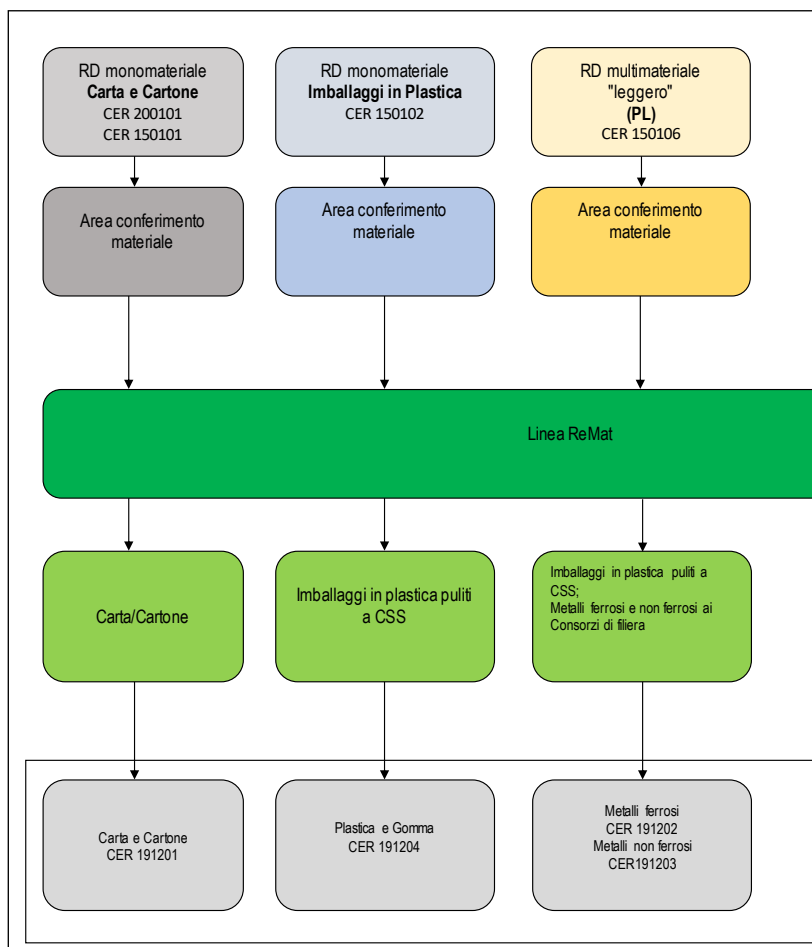 RD monomateriale
Carta e Cartone
CER 200101
CER 150101
RD monomateriale
Imballaggi in Plastica
CER 150102
RD multimateriale
"leggero"
(PL)
CER 150106
Area conferimento
materiale
Area conferimento
materiale
Area conferimento
materiale
Linea ReMat
Carta/Cartone
Imballaggi in plastica puliti
a CSS
Imballaggi in plastica puliti a
CSS;
Metalli ferrosi e non ferrosi ai
Consorzi di filiera
Carta e Cartone
CER 191201
Plastica e Gomma
CER 191204
Metalli ferrosi
CER 191202
Metalli non ferrosi
CER191203